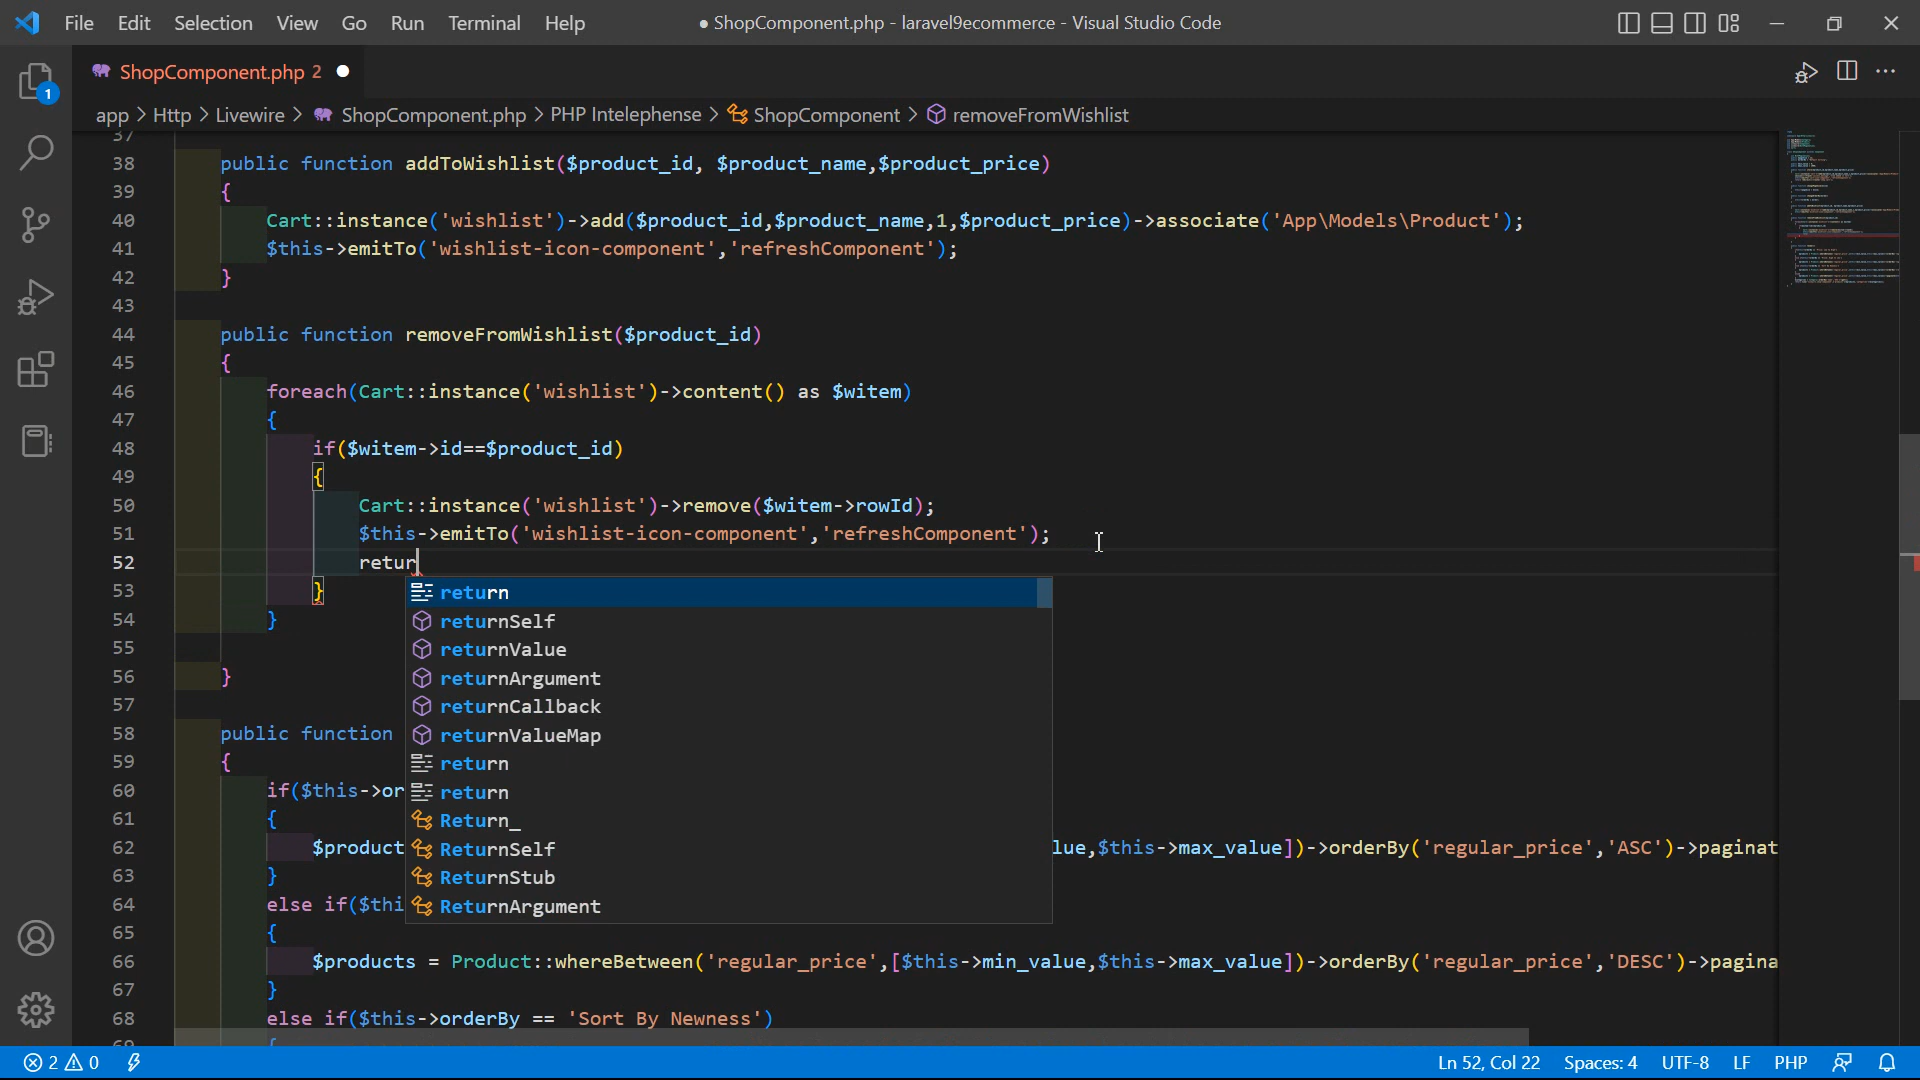 File Edit Selection View Go Run Terminal Help ● ShopComponent.php - laravel9ecommerce - Visual Studio Code
ShopComponent.php 2 ●
app > Http > Livewire > ShopComponent.php > PHP Intelephense > ShopComponent > removeFromWishlist
1
37
38 public function addToWishlist($product_id, $product_name,$product_price)
39 {
40 Cart::instance('wishlist')->add($product_id,$product_name,1,$product_price)->associate('App\Models\Product');
41 $this->emitTo('wishlist-icon-component','refreshComponent');
42 }
43
44 public function removeFromWishlist($product_id)
45 {
46 foreach(Cart::instance('wishlist')->content() as $witem)
47 {
48 if($witem->id==$product_id)
49 {
50 Cart::instance('wishlist')->remove($witem->rowId);
51 $this->emitTo('wishlist-icon-component','refreshComponent');
52 retur
53 }
54 }
55
56 }
57
58 public function
59 {
60 if($this->or
61 {
62 $product lue,$this->max_value])->orderBy('regular_price','ASC')->paginat
63 }
64 else if($thi
65 {
66 $products = Product::whereBetween('regular_price',[$this->min_value,$this->max_value])->orderBy('regular_price','DESC')->pagina
67 }
68 else if($this->orderBy == 'Sort By Newness')
69 {
return
returnSelf
returnValue
returnArgument
returnCallback
returnValueMap
return
return
Return_
ReturnSelf
ReturnStub
ReturnArgument
2 0 Ln 52, Col 22 Spaces: 4 UTF-8 LF PHP